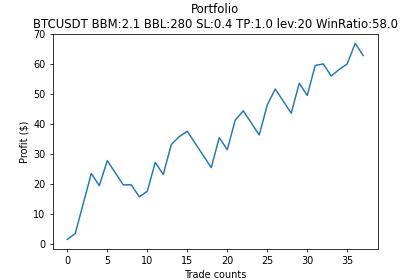 Portfolio
BTCUSDT BBM:2.1 BBL:280 SL:0.4 TP:1.0 lev:20 WinRatio:58.0
70
60
50
40
30
20
10
0
Profit ($)
0 5 10 15 20 25 30 35
Trade counts